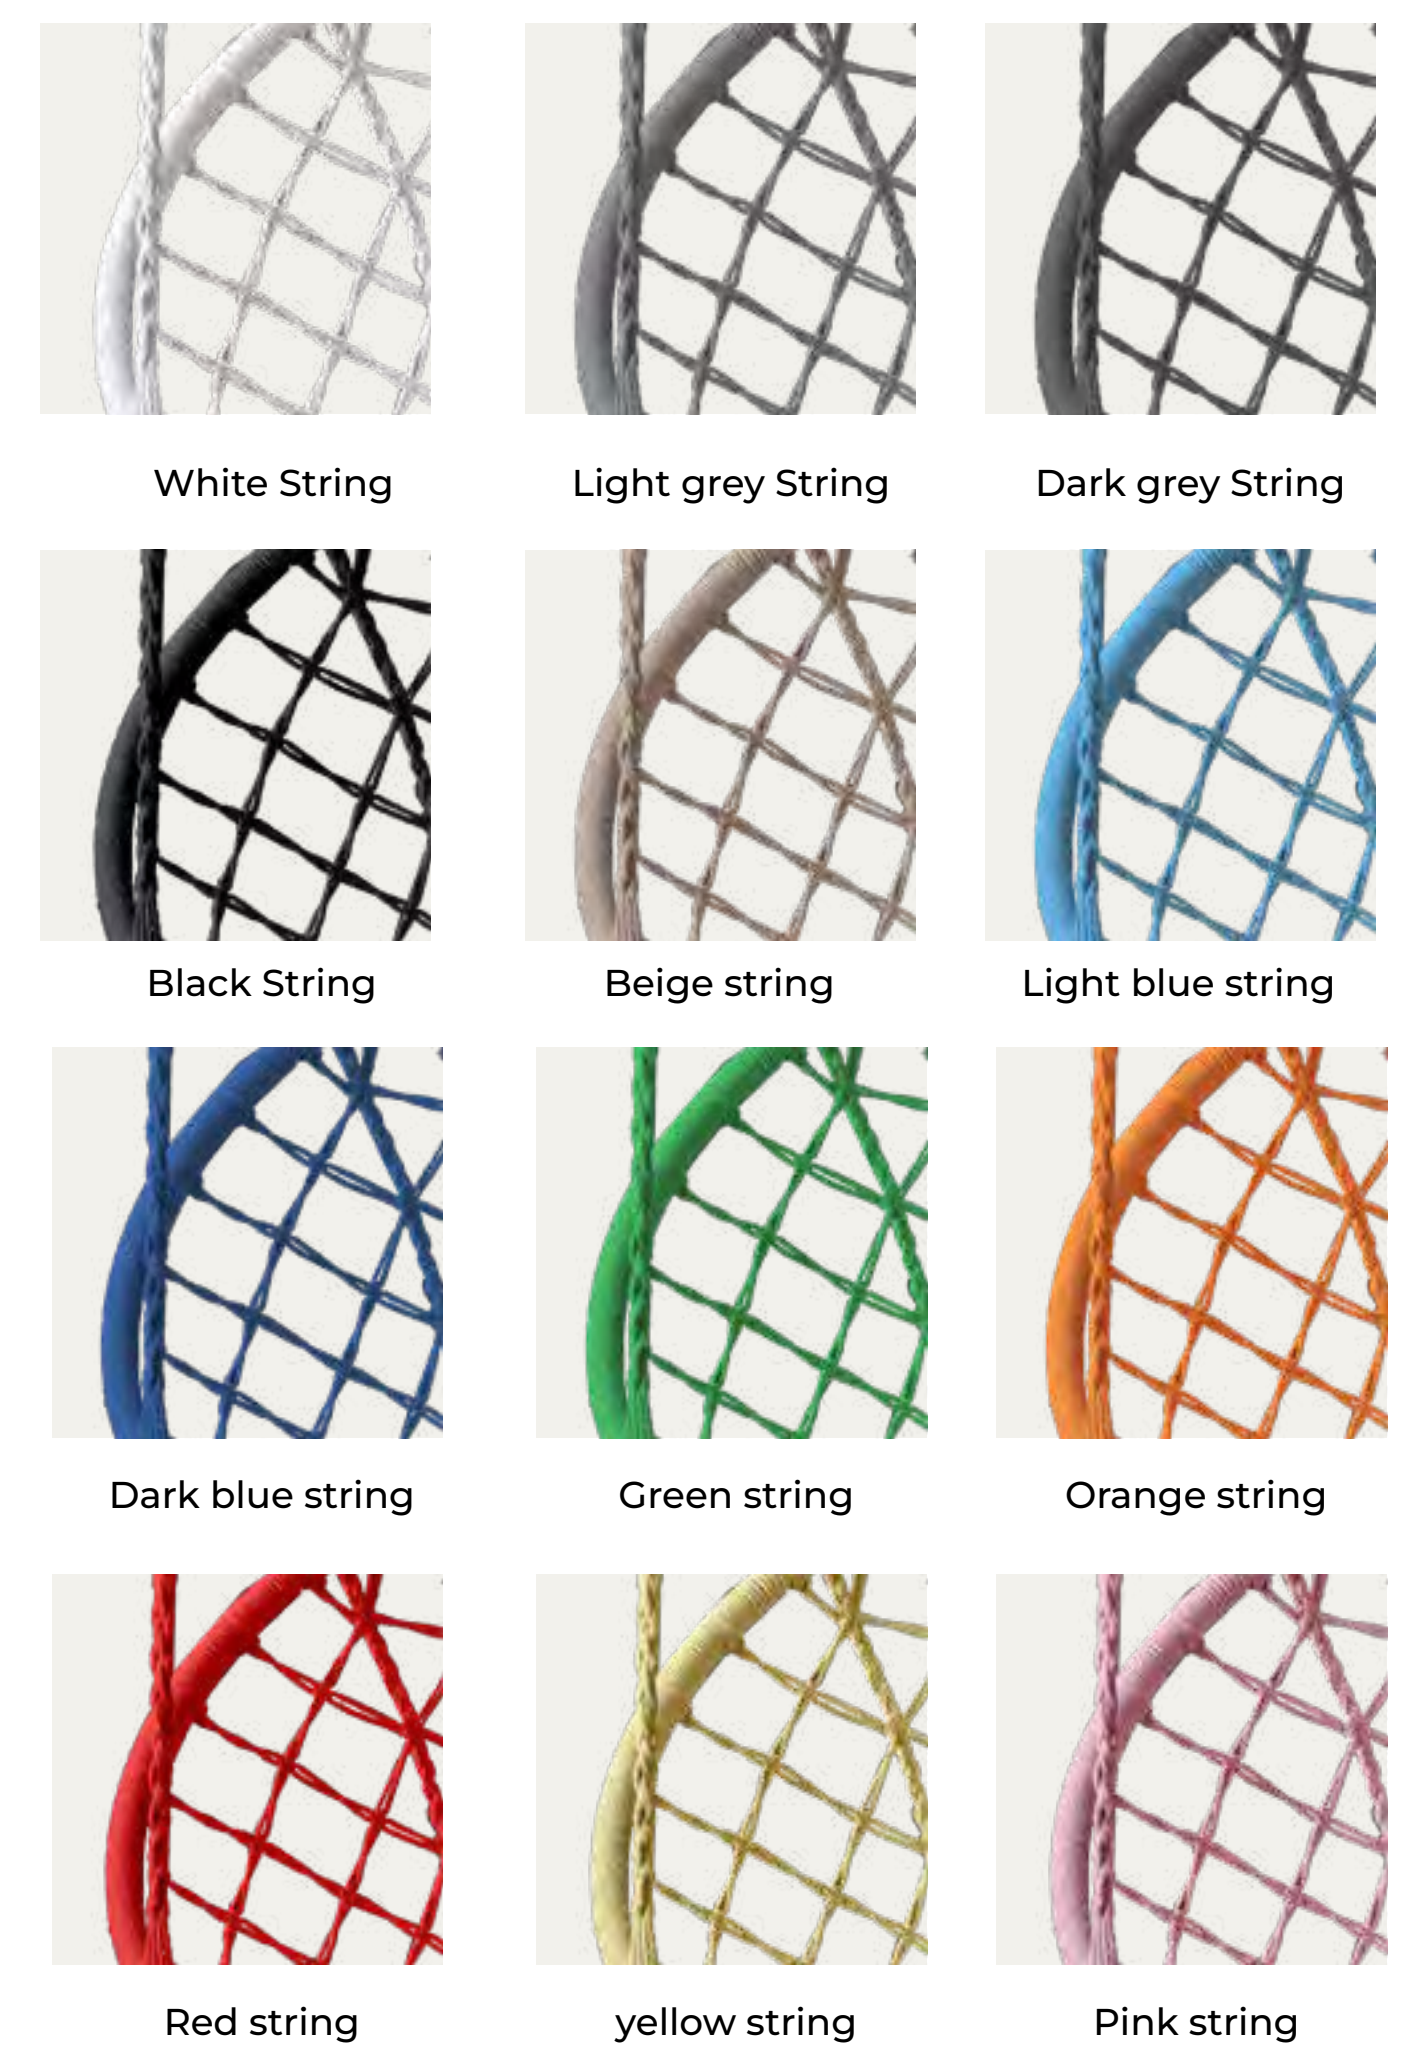 White String
Light grey String
Dark grey String
Black String
Beige string
Light blue string
Dark blue string
Green string
Orange string
Red string
yellow string
Pink string